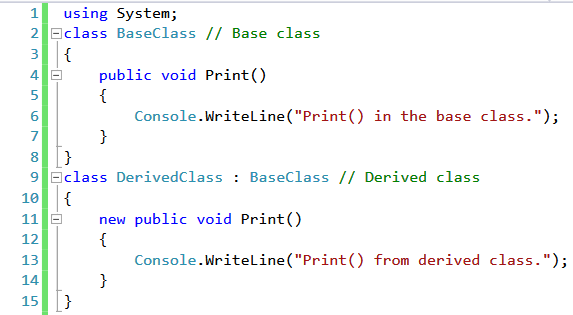 1 using System;
2 class BaseClass // Base class
3 {
4     public void Print()
5     {
6         Console.WriteLine("Print() in the base class.");
7     }
8 }
9 class DerivedClass : BaseClass // Derived class
10 {
11     new public void Print()
12     {
13         Console.WriteLine("Print() from derived class.");
14     }
15 }